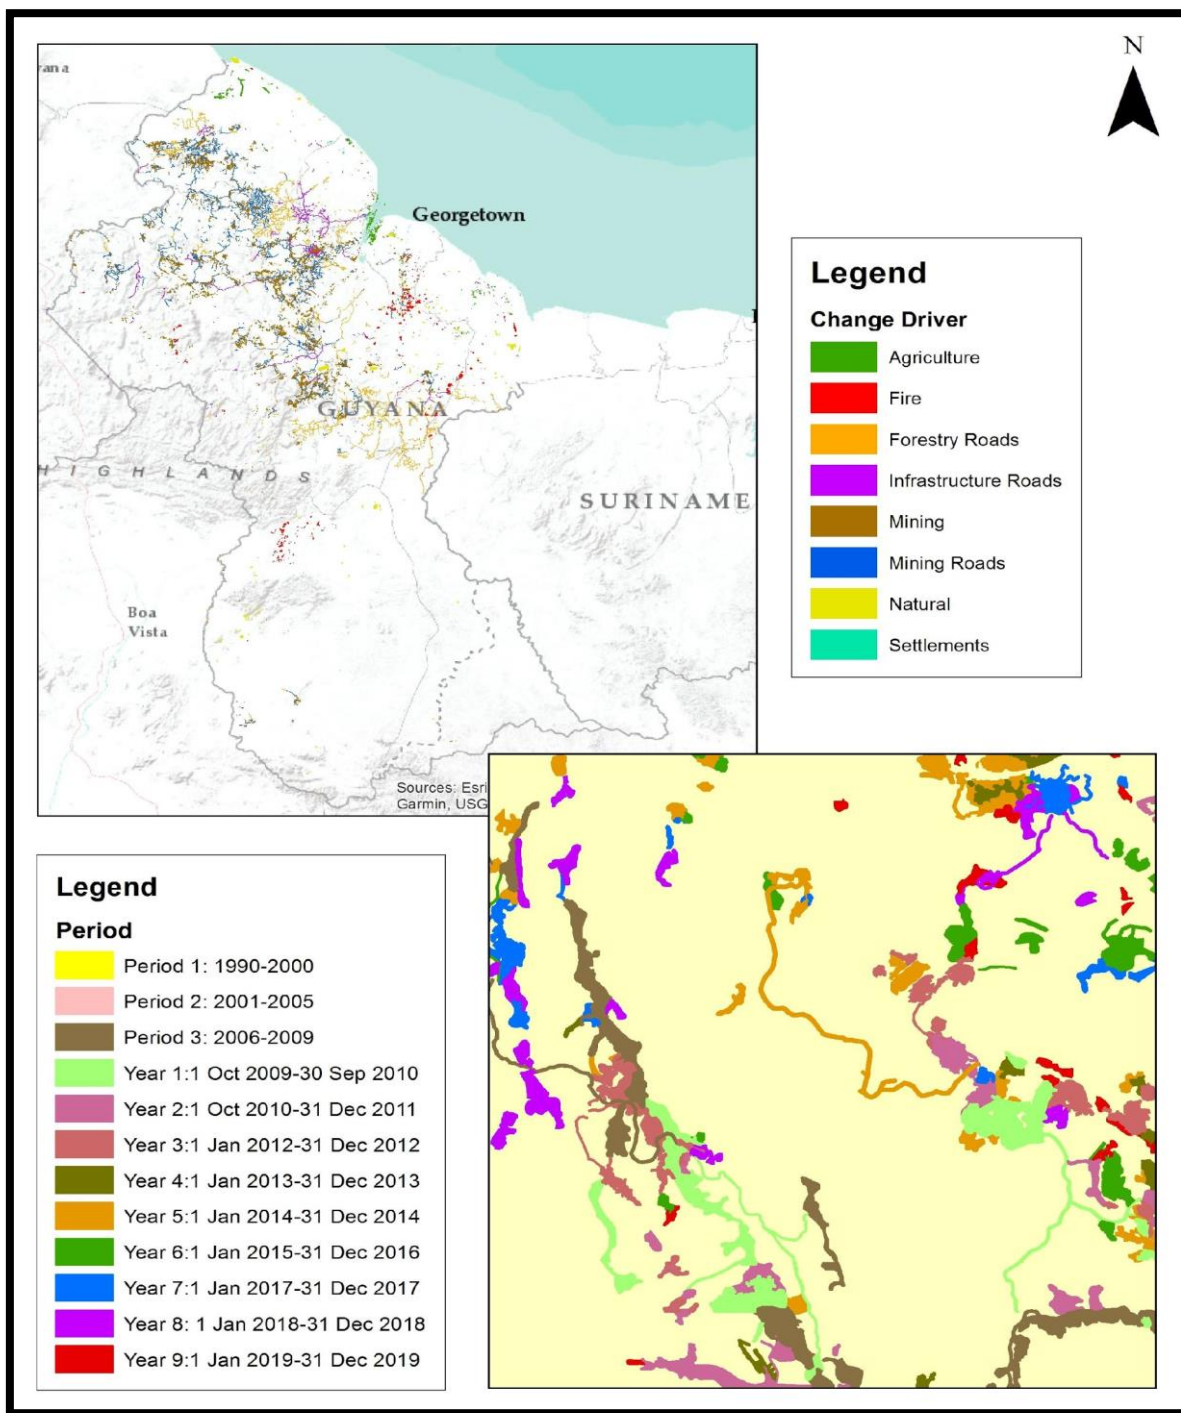 N
Georgetown
GUYANA
HIGHLANDS
SURINAME
Boa
Vista
Sources: Esri
Garmin, USG
Legend
Change Driver
Agriculture
Fire
Forestry Roads
Infrastructure Roads
Mining
Mining Roads
Natural
Settlements
Legend
Period
Period 1: 1990-2000
Period 2: 2001-2005
Period 3: 2006-2009
Year 1:1 Oct 2009-30 Sep 2010
Year 2:1 Oct 2010-31 Dec 2011
Year 3:1 Jan 2012-31 Dec 2012
Year 4:1 Jan 2013-31 Dec 2013
Year 5:1 Jan 2014-31 Dec 2014
Year 6:1 Jan 2015-31 Dec 2016
Year 7:1 Jan 2017-31 Dec 2017
Year 8: 1 Jan 2018-31 Dec 2018
Year 9:1 Jan 2019-31 Dec 2019